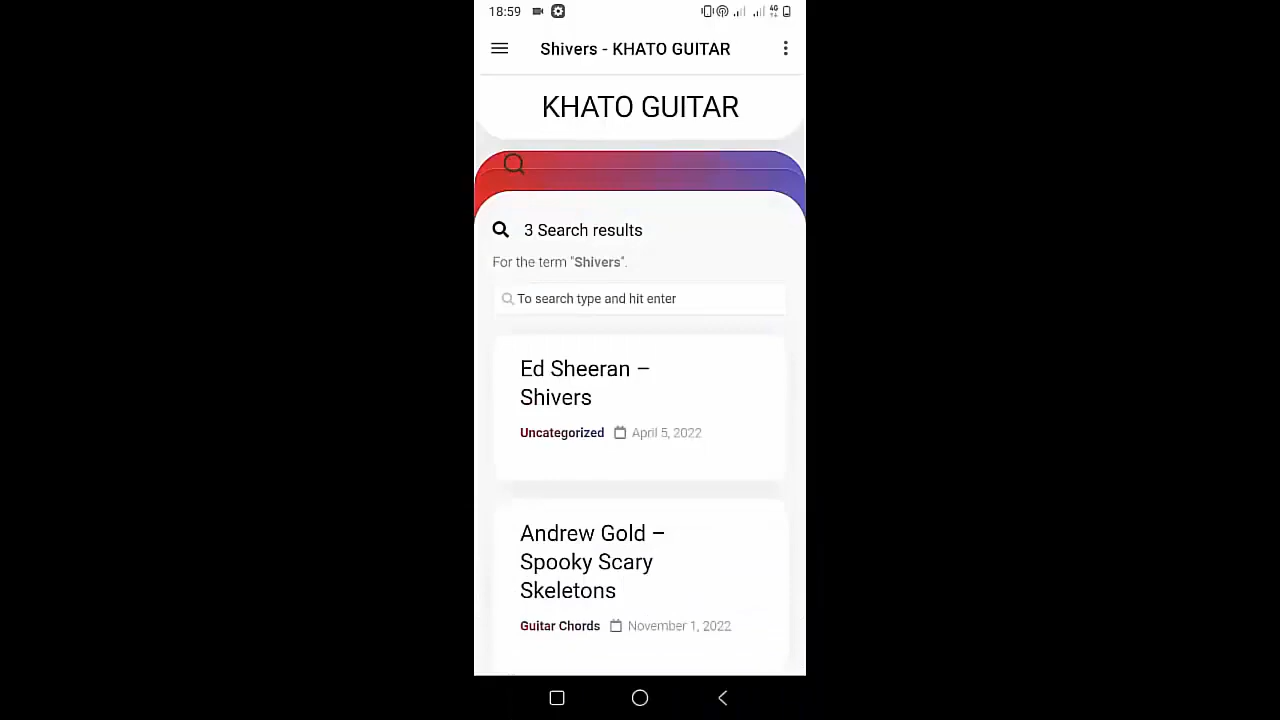 18:59
4G
Shivers - KHATO GUITAR
KHATO GUITAR
3 Search results
For the term "Shivers".
To search type and hit enter
Ed Sheeran –
Shivers
Uncategorized April 5, 2022
Andrew Gold –
Spooky Scary
Skeletons
Guitar Chords November 1, 2022